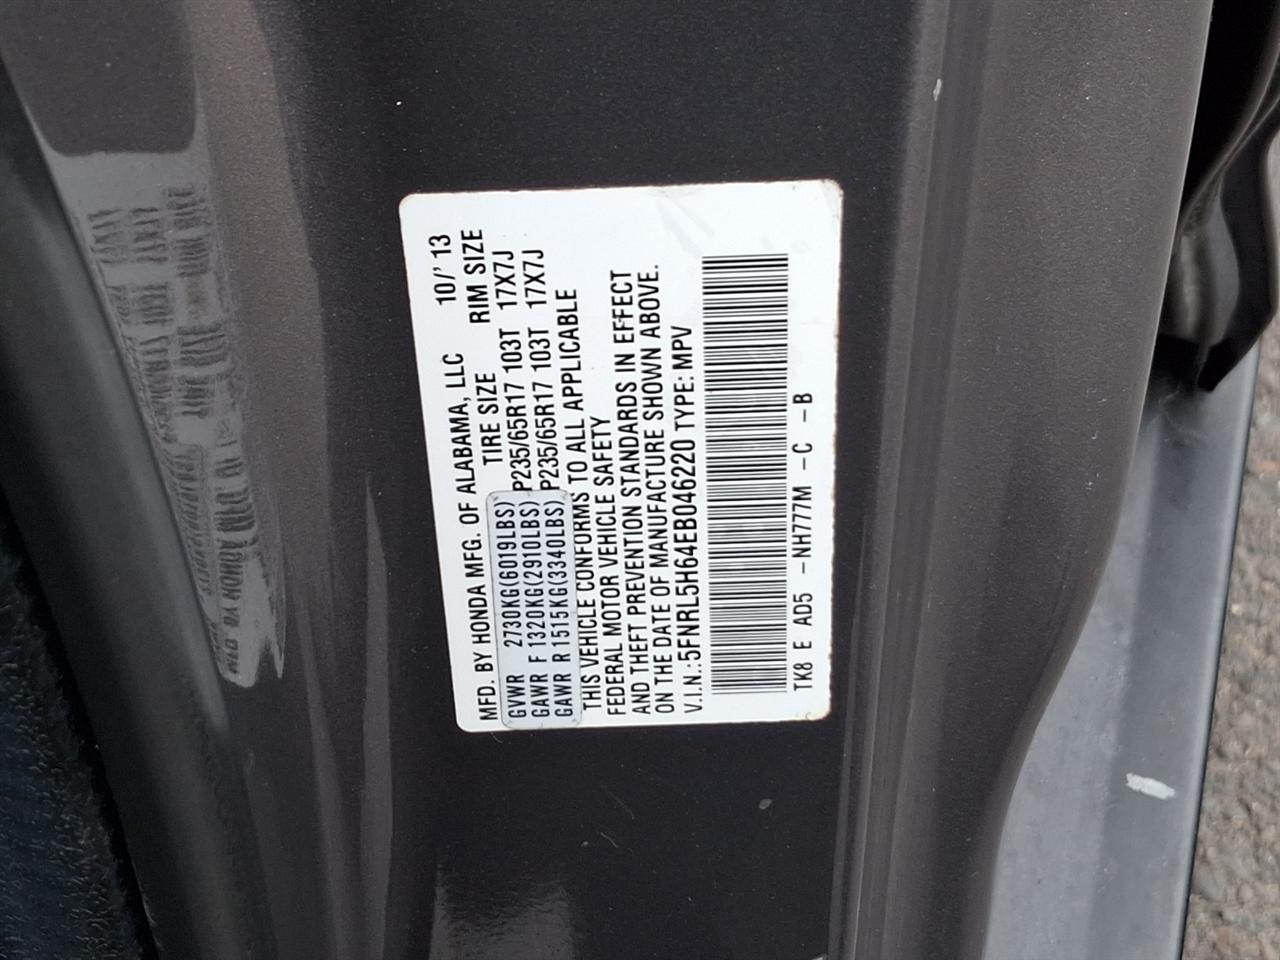 MFD. BY HONDA MFG. OF ALABAMA, LLC 10/'13
TIRE SIZE RIM SIZE
GVWR 2730KG(6019LBS)
GAWR F 1320KG(2910LBS) P235/65R17 103T 17X7J
GAWR R 1515KG(3340LBS) P235/65R17 103T 17X7J
THIS VEHICLE CONFORMS TO ALL APPLICABLE
FEDERAL MOTOR VEHICLE SAFETY
AND THEFT PREVENTION STANDARDS IN EFFECT
ON THE DATE OF MANUFACTURE SHOWN ABOVE.
V.I.N.:5FNRL5H64EB046220 TYPE: MPV
TK8 E AD5 -NH777M -C -B